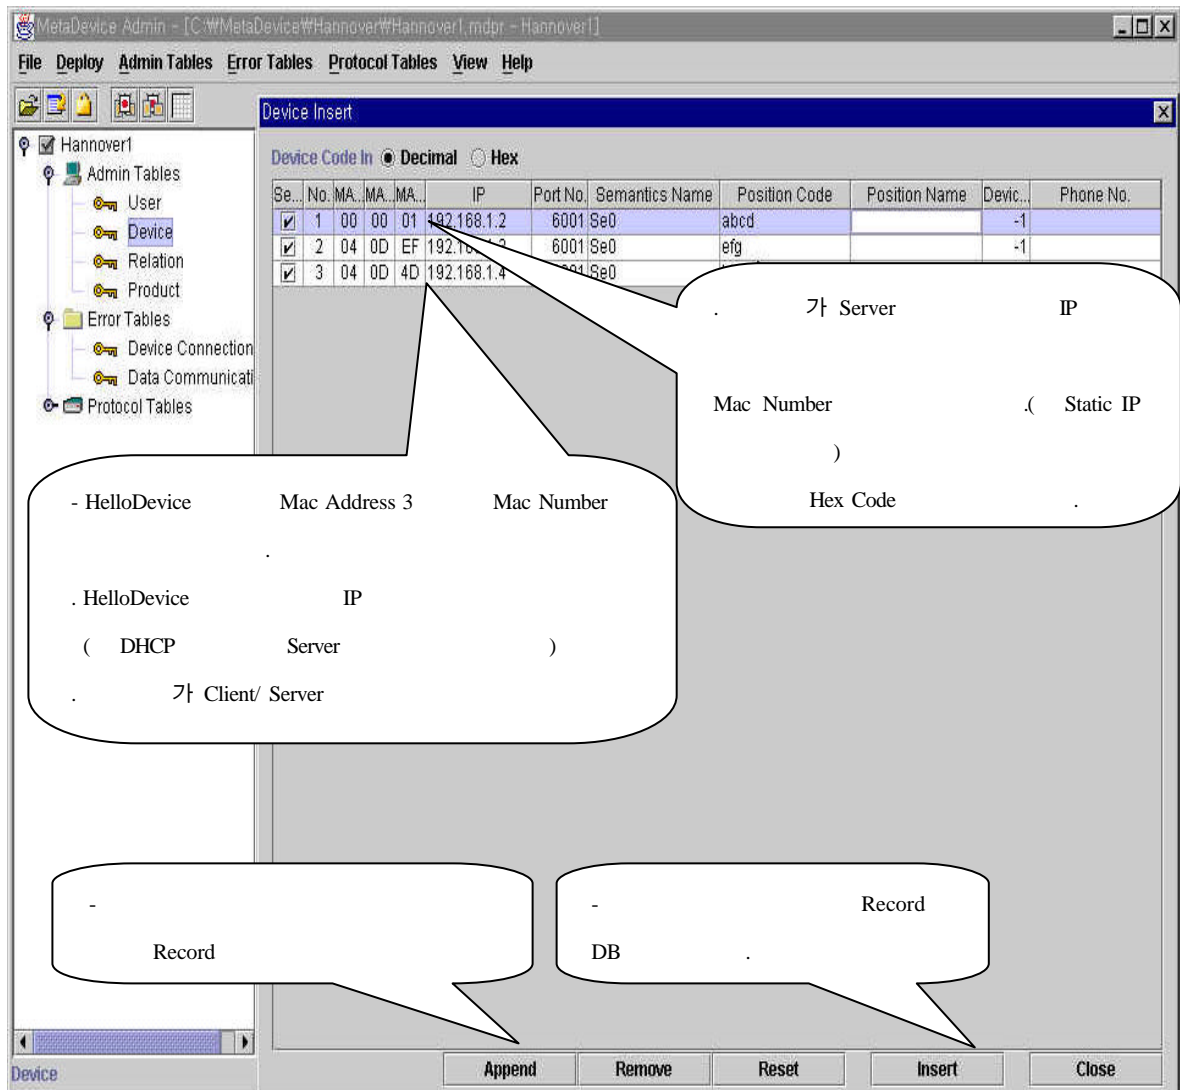 MetaDevice Admin - [C:₩MetaDevice₩Hannover₩Hannover1.mdpr - Hannover1]
File Deploy Admin Tables Error Tables Protocol Tables View Help
Device Insert
Hannover1
Admin Tables
User
Device
Relation
Product
Error Tables
Device Connection
Data Communicati
Protocol Tables
Device Code In Decimal Hex
Se... No. MA... MA... MA... IP Port No. Semantics Name Position Code Position Name Devic... Phone No.
1 00 00 01 192.168.1.2 6001 Se0 abcd -1
2 04 0D EF 6001 Se0 efg -1
3 04 0D 4D 192.168.1.4 Se0
. 가 Server IP
Mac Number .( Static IP
)
Hex Code .
- HelloDevice Mac Address 3 Mac Number
.
. HelloDevice IP
( DHCP Server )
. 가 Client/ Server
-
Record
- Record
DB .
Append Remove Reset Insert Close
Device